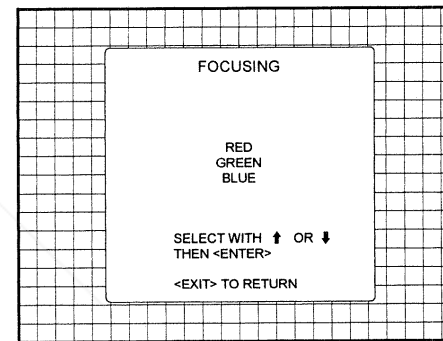 FOCUSING
RED
GREEN
BLUE
SELECT WITH ⬆ OR ⬇
THEN <ENTER>
<EXIT> TO RETURN